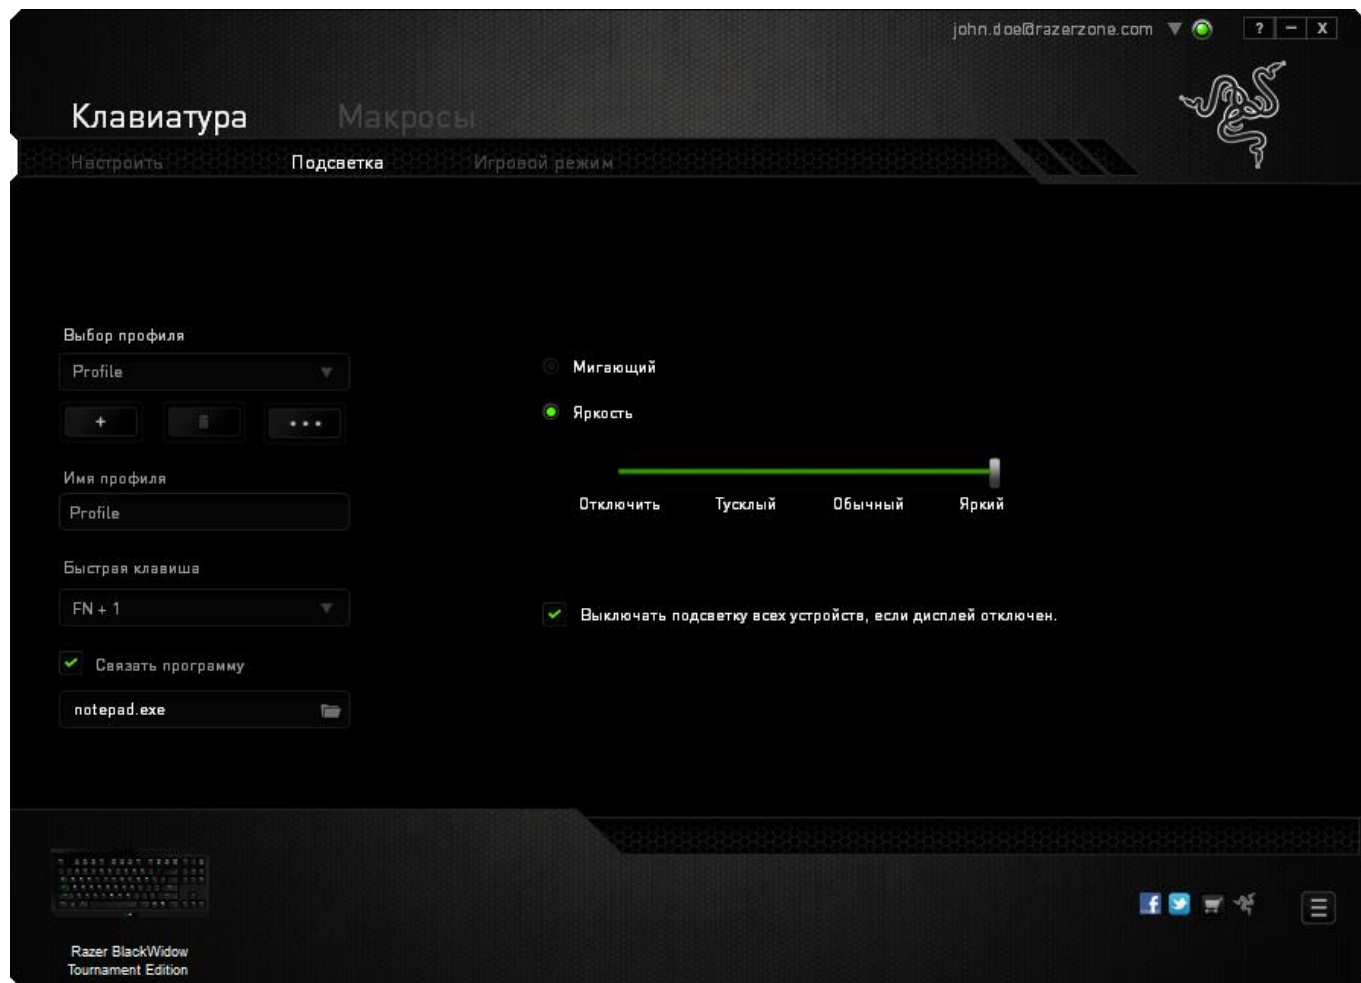 john.doe@razerzone.com
? – X
Клавиатура Макросы
Настроить Подсветка Игровой режим
Выбор профиля
Profile
Мигающий
Яркость
+ •••
Имя профиля
Profile
Отключить Тусклый Обычный Яркий
Быстрая клавиша
FN + 1
Выключать подсветку всех устройств, если дисплей отключен.
Связать программу
notepad.exe
Razer BlackWidow
Tournament Edition